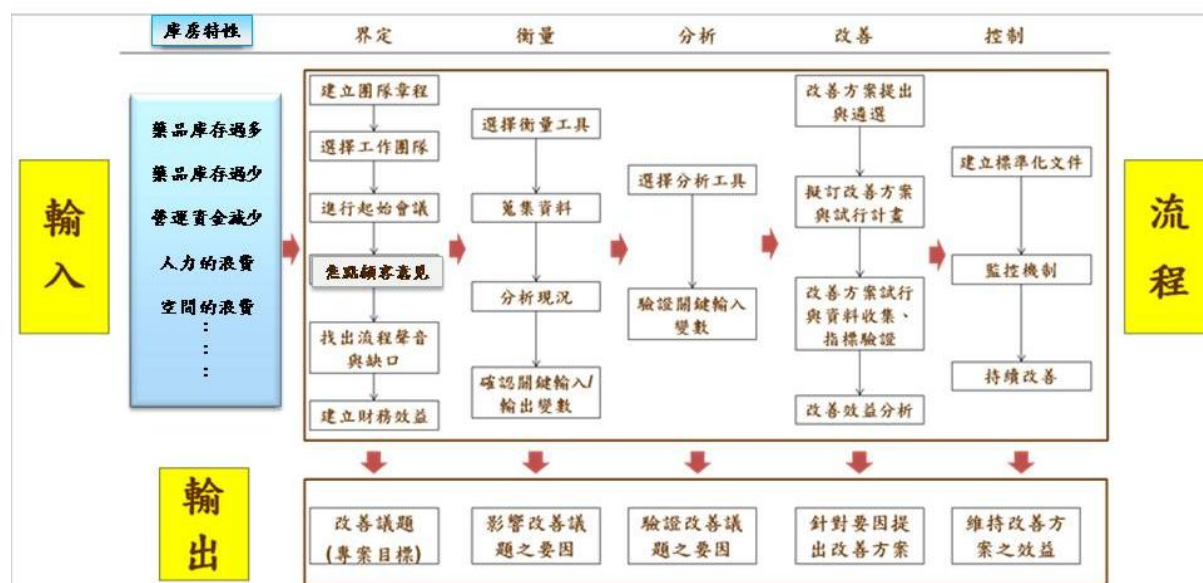 庫房特性
界定
衡量
分析
改善
控制
輸
入
藥品庫存過多
藥品庫存過少
營運資金減少
人力的浪費
空間的浪費
:
:
:
建立團隊章程
選擇工作團隊
進行起始會議
焦點顧客意見
找出流程聲音
與缺口
建立財務效益
選擇衡量工具
蒐集資料
分析現況
確認關鍵輸入/
輸出變數
選擇分析工具
驗證關鍵輸入
變數
改善方案提出
與遴選
擬訂改善方案
與試行計畫
改善方案試行
與資料收集、
指標驗證
改善效益分析
建立標準化文件
監控機制
持續改善
流
程
輸
出
改善議題
(專案目標)
影響改善議
題之要因
驗證改善議
題之要因
針對要因提
出改善方案
維持改善方
案之效益